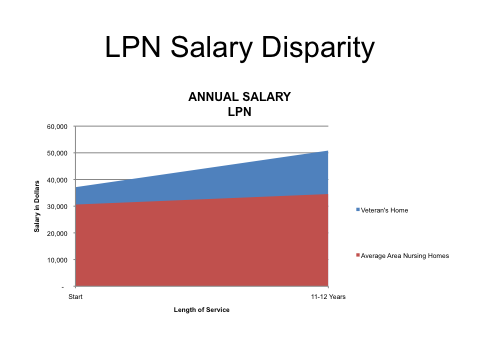 LPN Salary Disparity
ANNUAL SALARY
LPN
60,000
50,000
40,000
30,000
20,000
10,000
-
Salary in Dollars
Start
11-12 Years
Length of Service
Veteran's Home
Average Area Nursing Homes